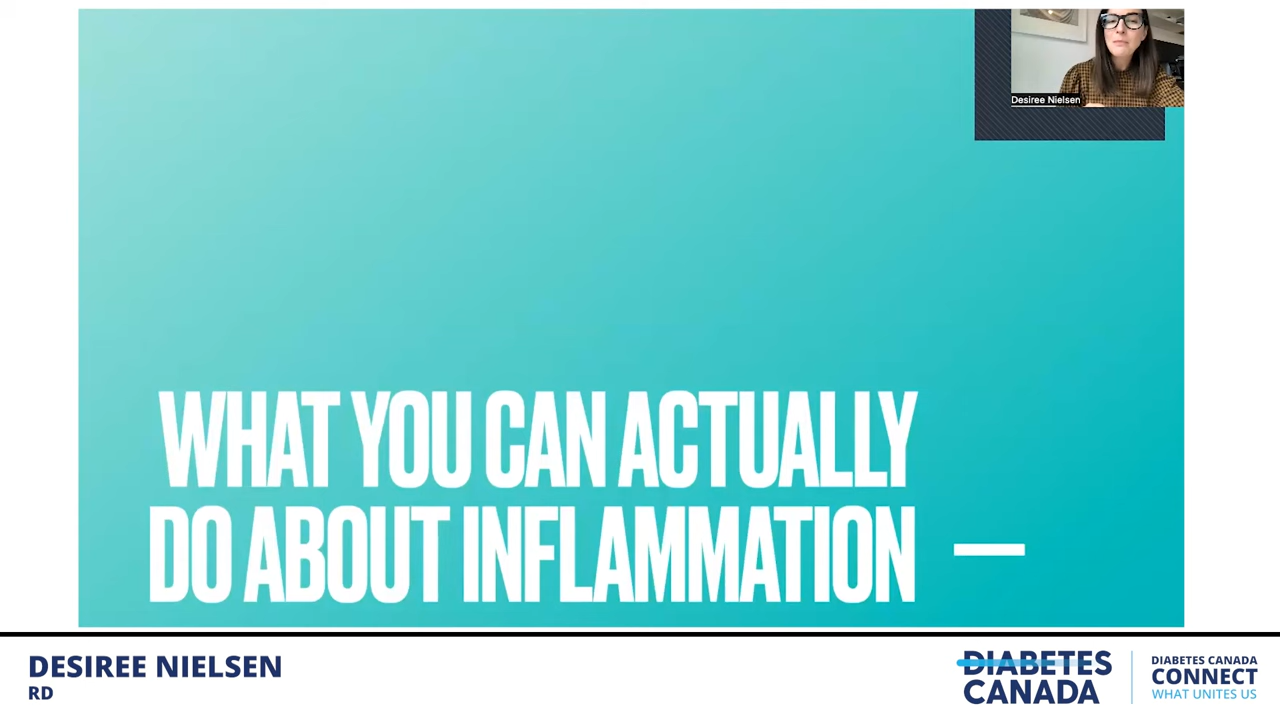 Desiree Nielsen
WHAT YOU CAN ACTUALLY
DO ABOUT INFLAMMATION —
DESIREE NIELSEN
RD
DIABETES
CANADA
DIABETES CANADA
CONNECT
WHAT UNITES US